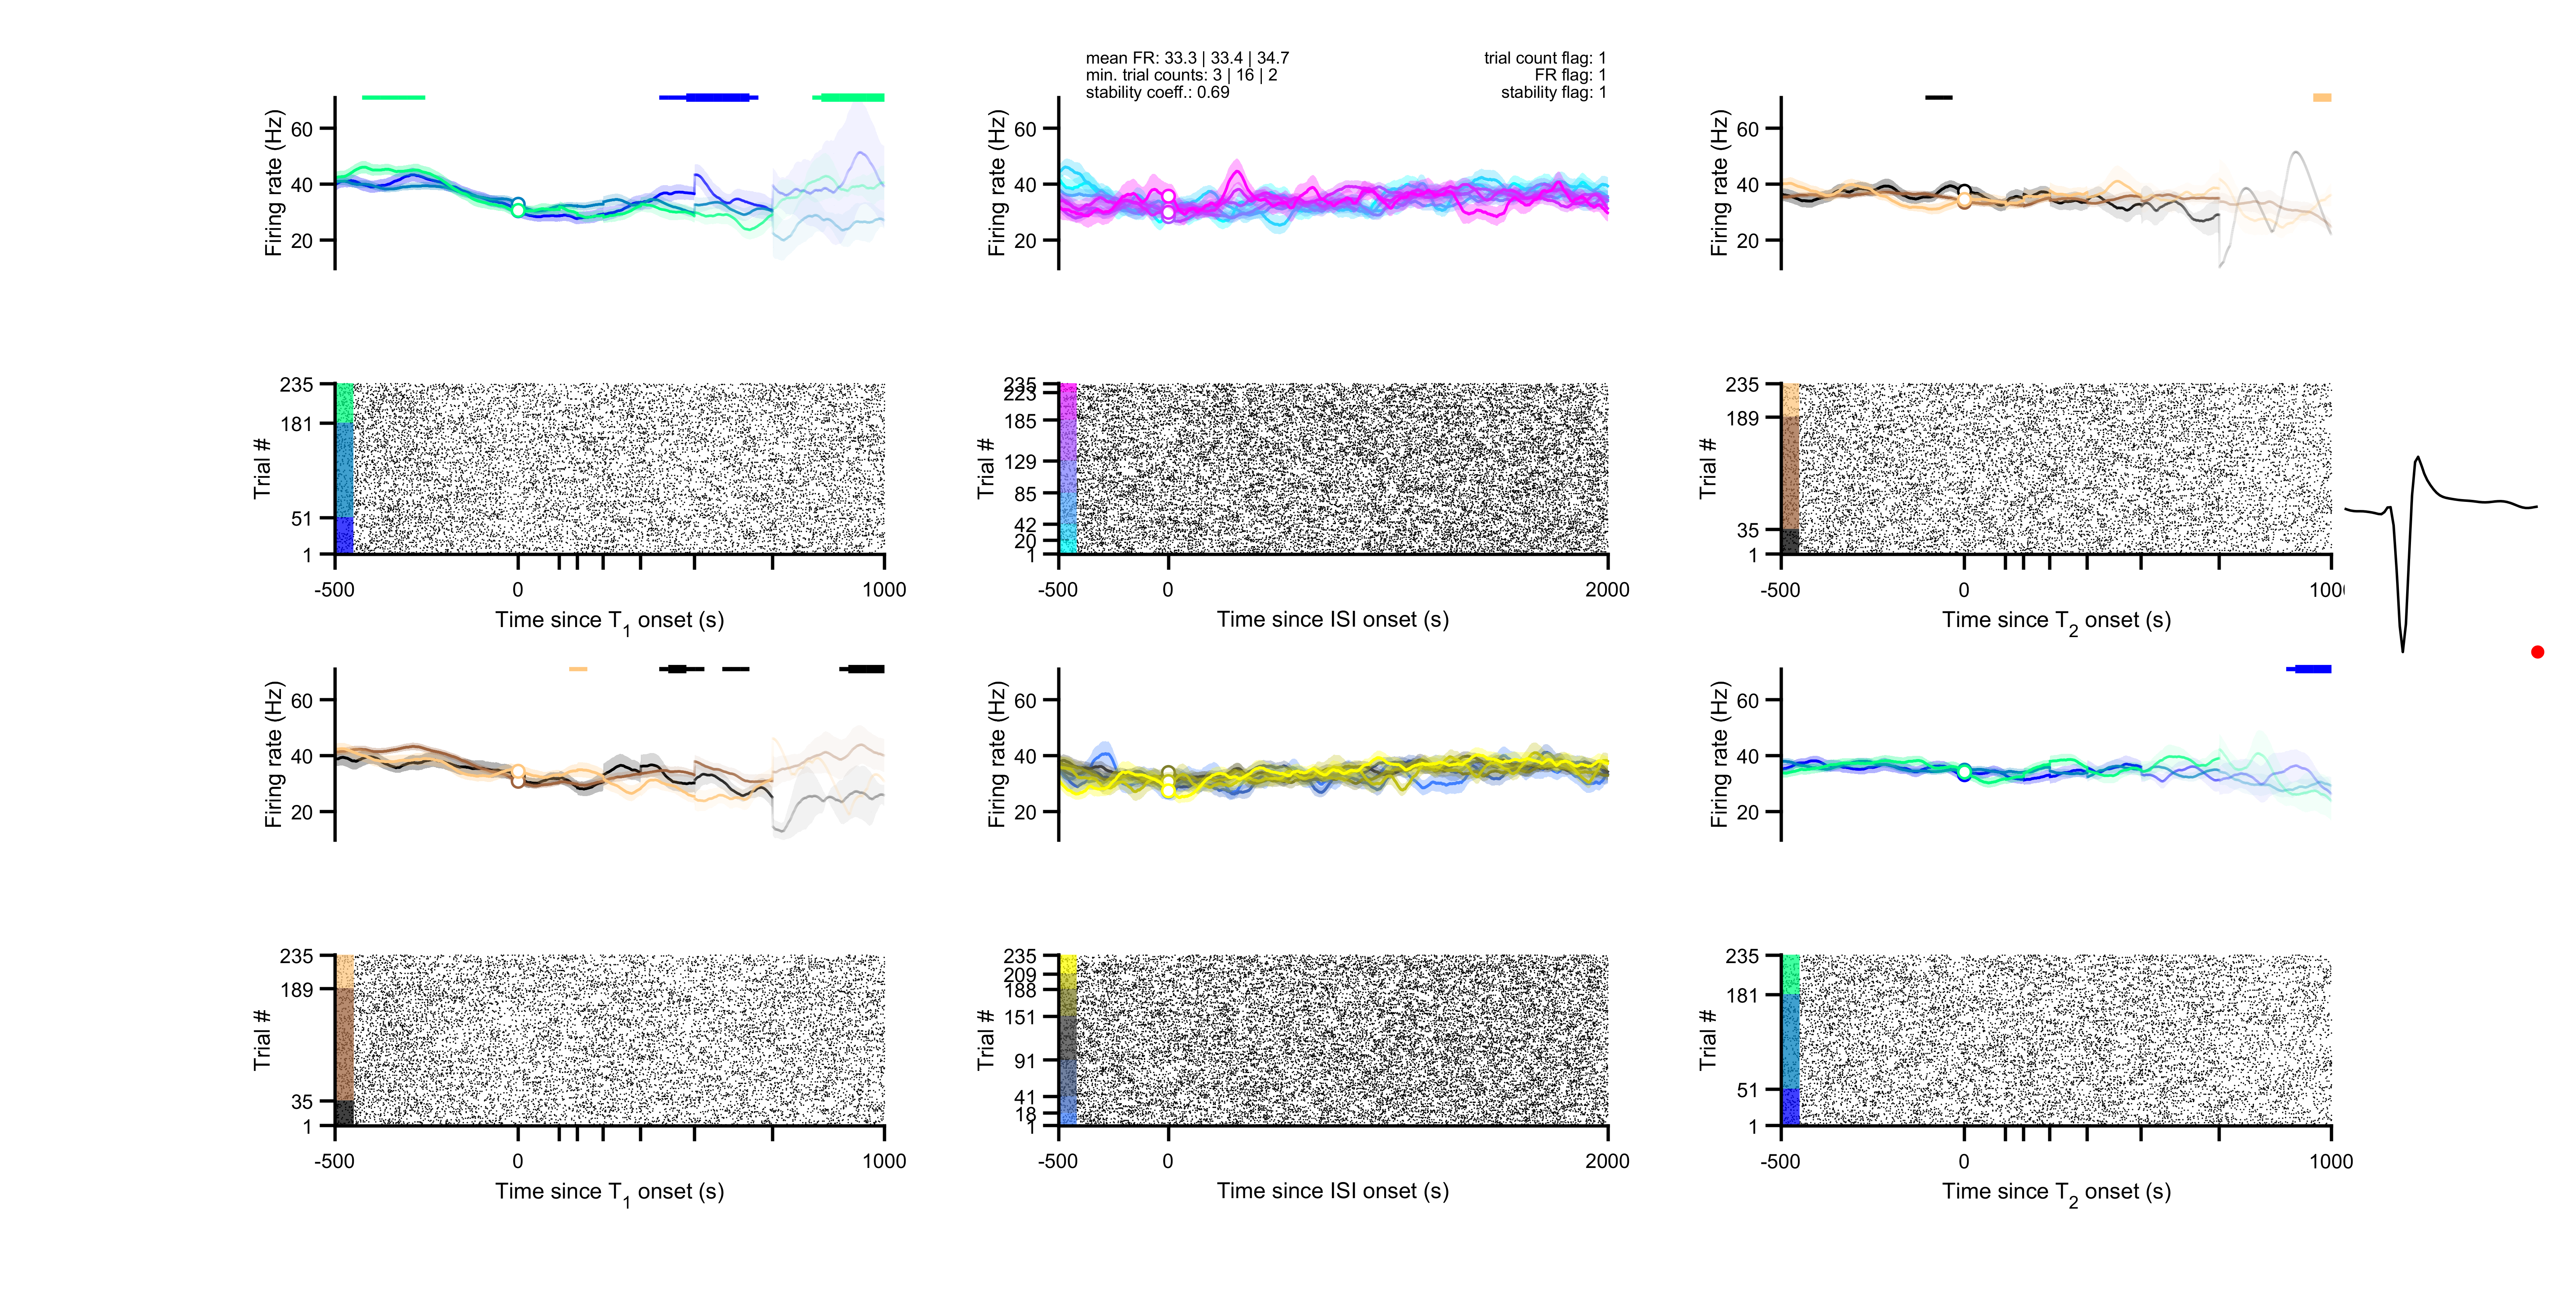 mean FR: 33.3 | 33.4 | 34.7
min. trial counts: 3 | 16 | 2
stability coeff.: 0.69
trial count flag: 1
FR flag: 1
stability flag: 1
Firing rate (Hz)
60
40
20
Firing rate (Hz)
60
40
20
Firing rate (Hz)
60
40
20
Trial #
235
181
51
1
-500
0
1000
Time since T1 onset (s)
Trial #
235
223
185
129
85
42
20
1
-500
0
2000
Time since ISI onset (s)
Trial #
235
189
35
1
-500
0
Time since T2 onset (s)
Firing rate (Hz)
60
40
20
Firing rate (Hz)
60
40
20
Firing rate (Hz)
60
40
20
Trial #
235
189
35
1
-500
0
1000
Time since T1 onset (s)
Trial #
235
209
188
151
91
41
18
1
-500
0
2000
Time since ISI onset (s)
Trial #
235
181
51
1
-500
0
1000
Time since T2 onset (s)